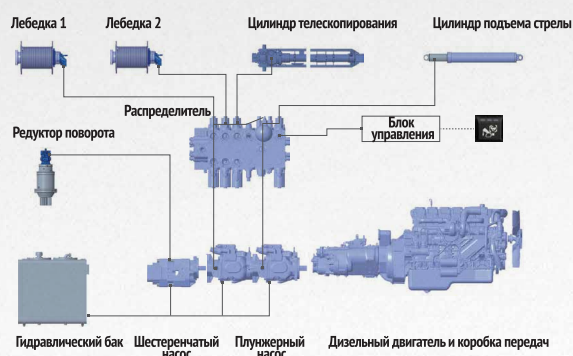 Лебедка 1
Лебедка 2
Цилиндр телескопирования
Цилиндр подъема стрелы
Распределитель
Редуктор поворота
Блок
управления
Гидравлический бак
Шестеренчатый
насос
Плунжерный
насос
Дизельный двигатель и коробка передач